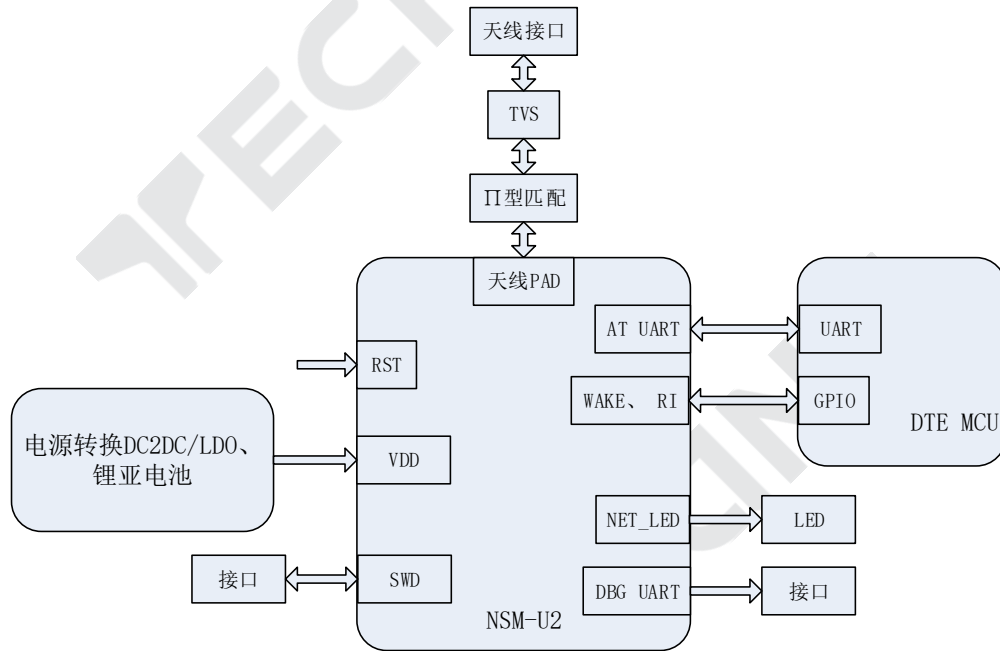 天线接口
TVS
Π型匹配
天线PAD
AT UART
UART
RST
WAKE、 RI
GPIO
DTE MCU
电源转换DC2DC/LDO、
锂亚电池
VDD
NET_LED
LED
接口
SWD
DBG UART
接口
NSM-U2